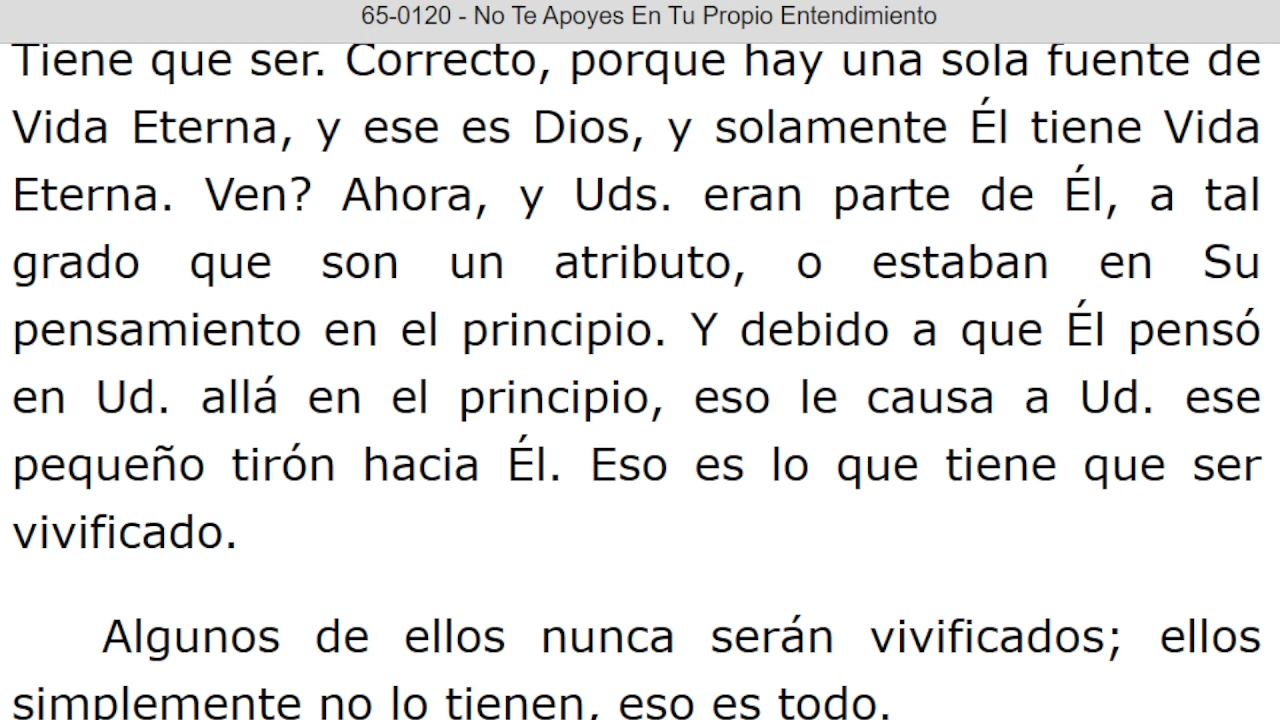 65-0120 - No Te Apoyes En Tu Propio Entendimiento
Tiene que ser. Correcto, porque hay una sola fuente de
Vida Eterna, y ese es Dios, y solamente Él tiene Vida
Eterna. Ven? Ahora, y Uds. eran parte de Él, a tal
grado que son un atributo, o estaban en Su
pensamiento en el principio. Y debido a que Él pensó
en Ud. allá en el principio, eso le causa a Ud. ese
pequeño tirón hacia Él. Eso es lo que tiene que ser
vivificado.
Algunos de ellos nunca serán vivificados; ellos
simplemente no lo tienen, eso es todo.